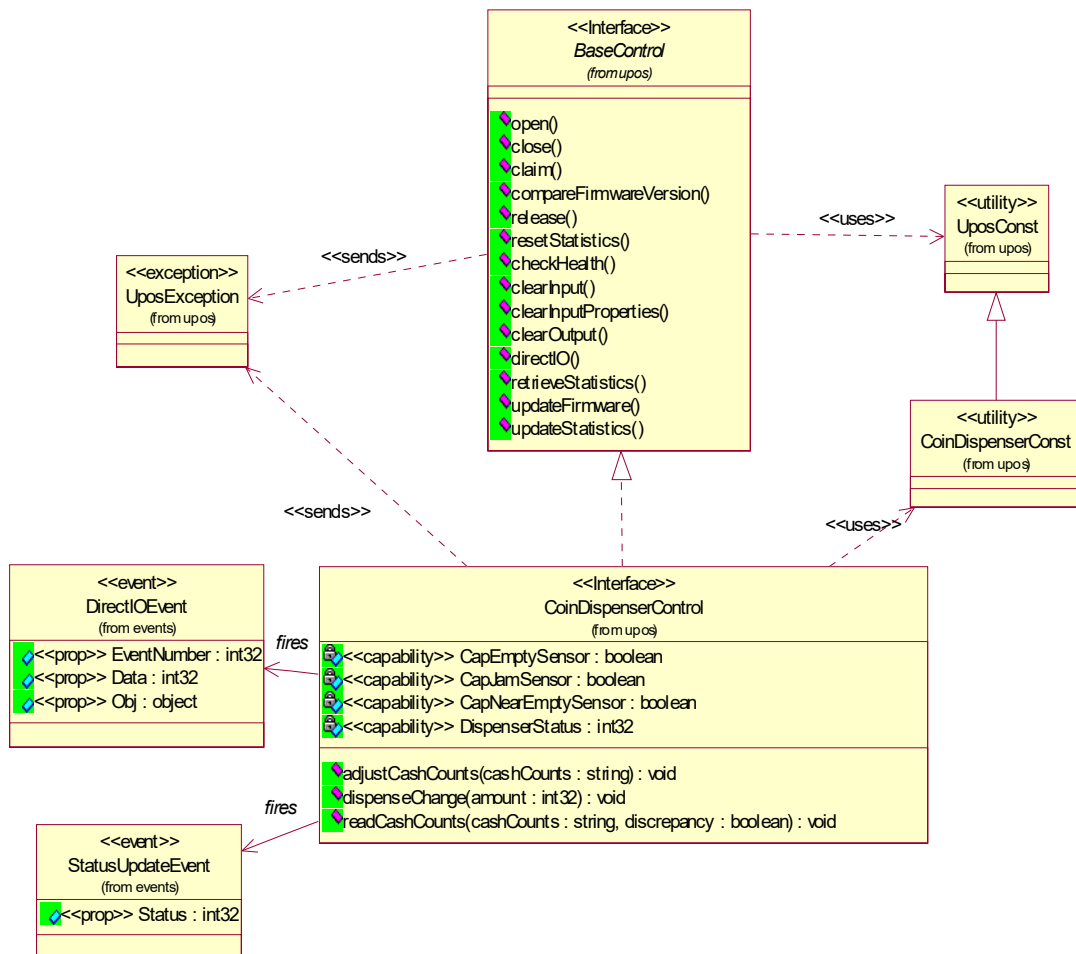 <<Interface>>
BaseControl
(from upos)
open()
close()
claim()
compareFirmwareVersion()
release()
resetStatistics()
checkHealth()
clearInput()
clearInputProperties()
clearOutput()
directIO()
retrieveStatistics()
updateFirmware()
updateStatistics()
<<uses>>
<<utility>>
UposConst
(from upos)
<<sends>>
<<exception>>
UposException
(from upos)
<<utility>>
CoinDispenserConst
(from upos)
<<sends>>
<<uses>>
<<event>>
DirectIOEvent
(from events)
<<prop>> EventNumber : int32
<<prop>> Data : int32
<<prop>> Obj : object
fires
<<Interface>>
CoinDispenserControl
(from upos)
<<capability>> CapEmptySensor : boolean
<<capability>> CapJamSensor : boolean
<<capability>> CapNearEmptySensor : boolean
<<capability>> DispenserStatus : int32
adjustCashCounts(cashCounts : string) : void
dispenseChange(amount : int32) : void
readCashCounts(cashCounts : string, discrepancy : boolean) : void
fires
<<event>>
StatusUpdateEvent
(from events)
<<prop>> Status : int32